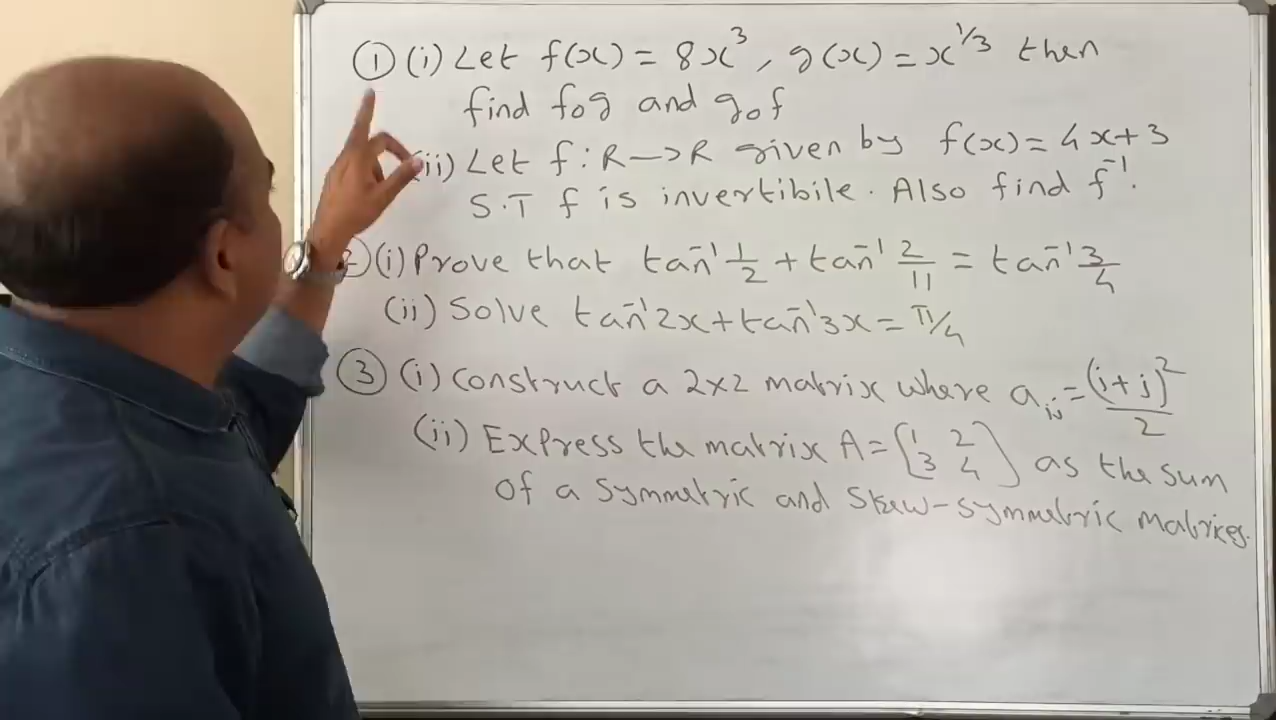 ① (i) Let f(x) = 8x³, g(x) = x^1/3 then
find fog and gof
(ii) Let f : R → R given by f(x) = 4x+3
S.T f is invertibile. Also find f⁻¹.
② (i) Prove that tan⁻¹ 1/2 + tan⁻¹ 2/11 = tan⁻¹ 3/4
(ii) Solve tan⁻¹2x + tan⁻¹3x = π/4
③ (i) Construct a 2x2 matrix where aᵢⱼ = (i+j)²/2
(ii) Express the matrix A = [1 2; 3 4] as the sum
of a symmetric and skew-symmetric matrices.